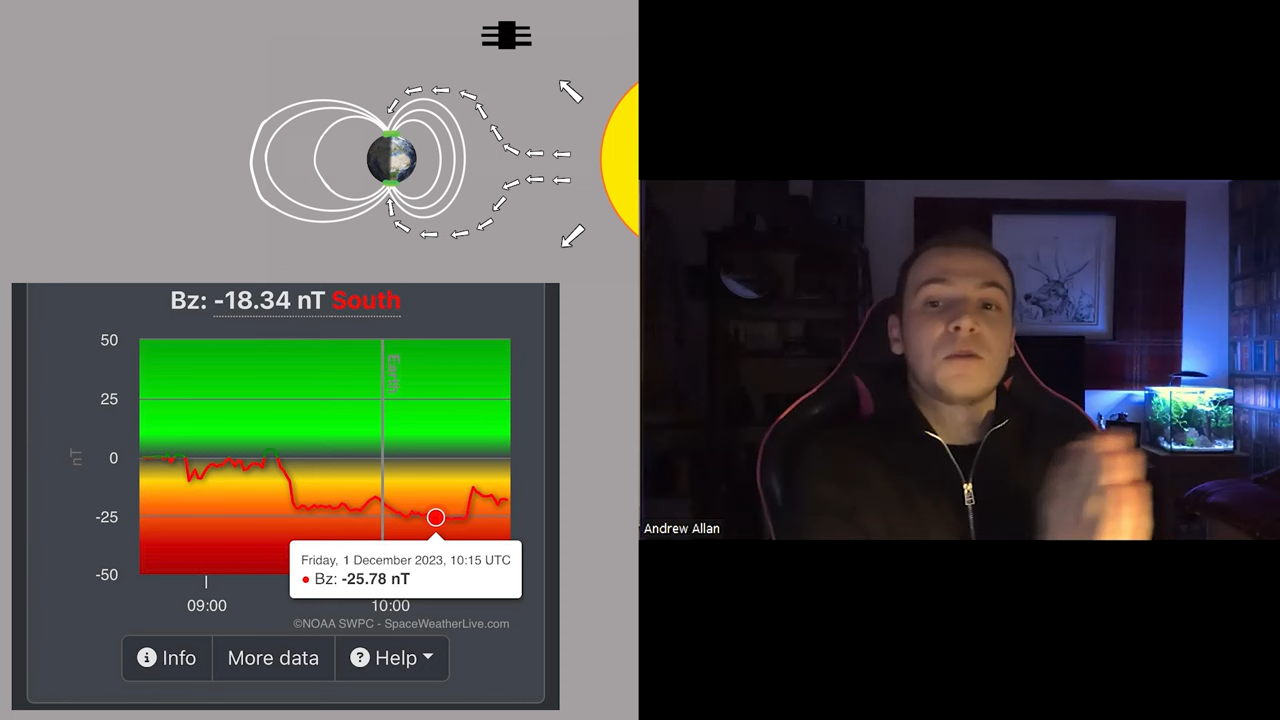 Bz: -18.34 nT South
50
25
nT
0
-25
-50
Earth
Friday, 1 December 2023, 10:15 UTC
Bz: -25.78 nT
09:00
10:00
©NOAA SWPC - SpaceWeatherLive.com
Info
More data
Help
Andrew Allan